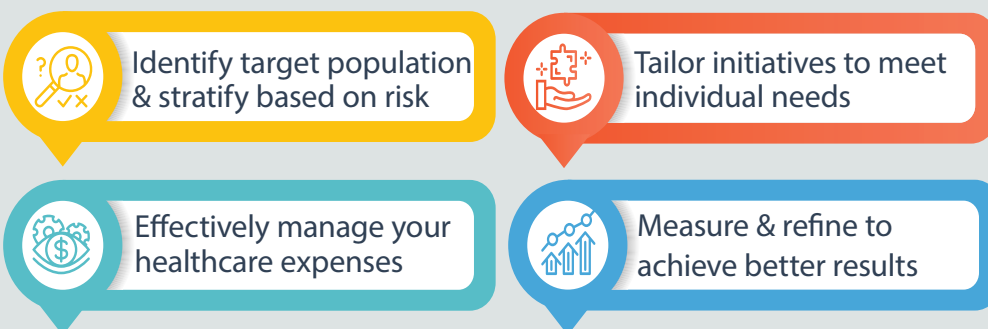 Identify target population
& stratify based on risk
Tailor initiatives to meet
individual needs
Effectively manage your
healthcare expenses
Measure & refine to
achieve better results